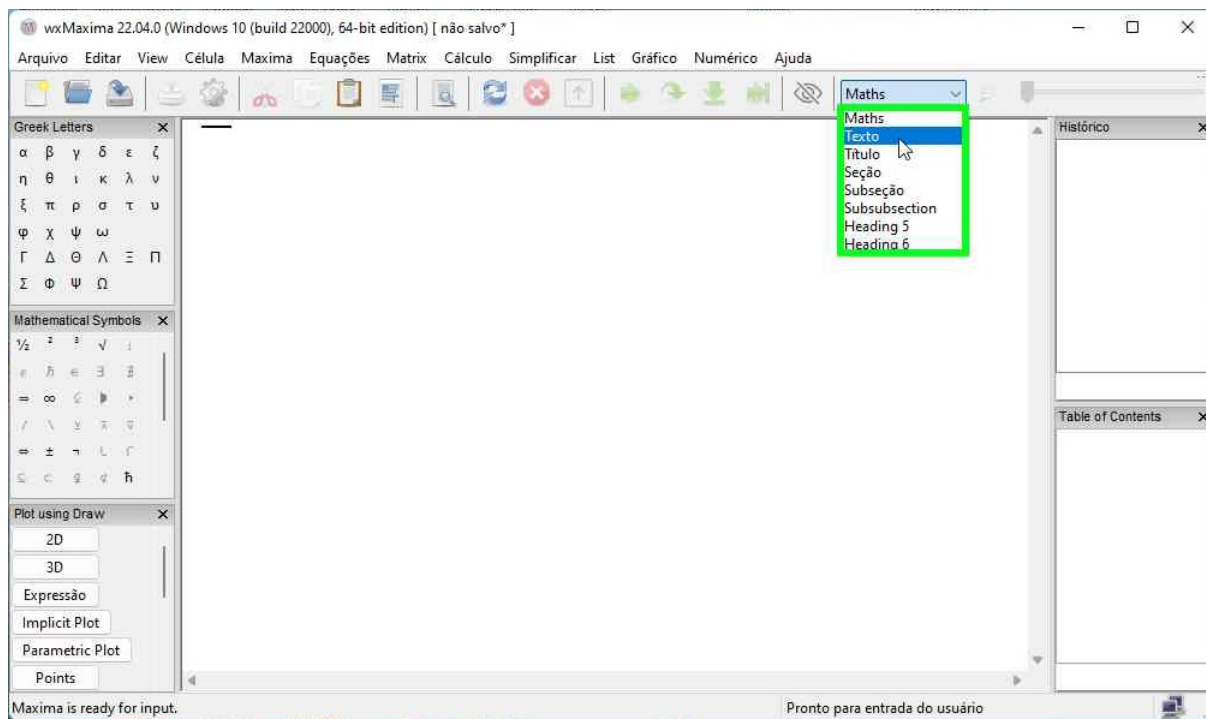 wxMaxima 22.04.0 (Windows 10 (build 22000), 64-bit edition) [ não salvo* ]
Arquivo Editar View Célula Maxima Equações Matrix Cálculo Simplificar List Gráfico Numérico Ajuda
Maths
Greek Letters
α β γ δ ε ζ
η θ ι κ λ ν
ξ π ρ σ τ υ
φ χ ψ ω
Γ Δ Θ Λ Ξ Π
Σ Φ Ψ Ω
Mathematical Symbols
½ ² ³ √
ħ ∈ ∃
⇒ ∞
⇔ ± ¬
ħ
Plot using Draw
2D
3D
Expressão
Implicit Plot
Parametric Plot
Points
Maths
Texto
Título
Seção
Subseção
Subsubsection
Heading 5
Heading 6
Histórico
Table of Contents
Maxima is ready for input.
Pronto para entrada do usuário